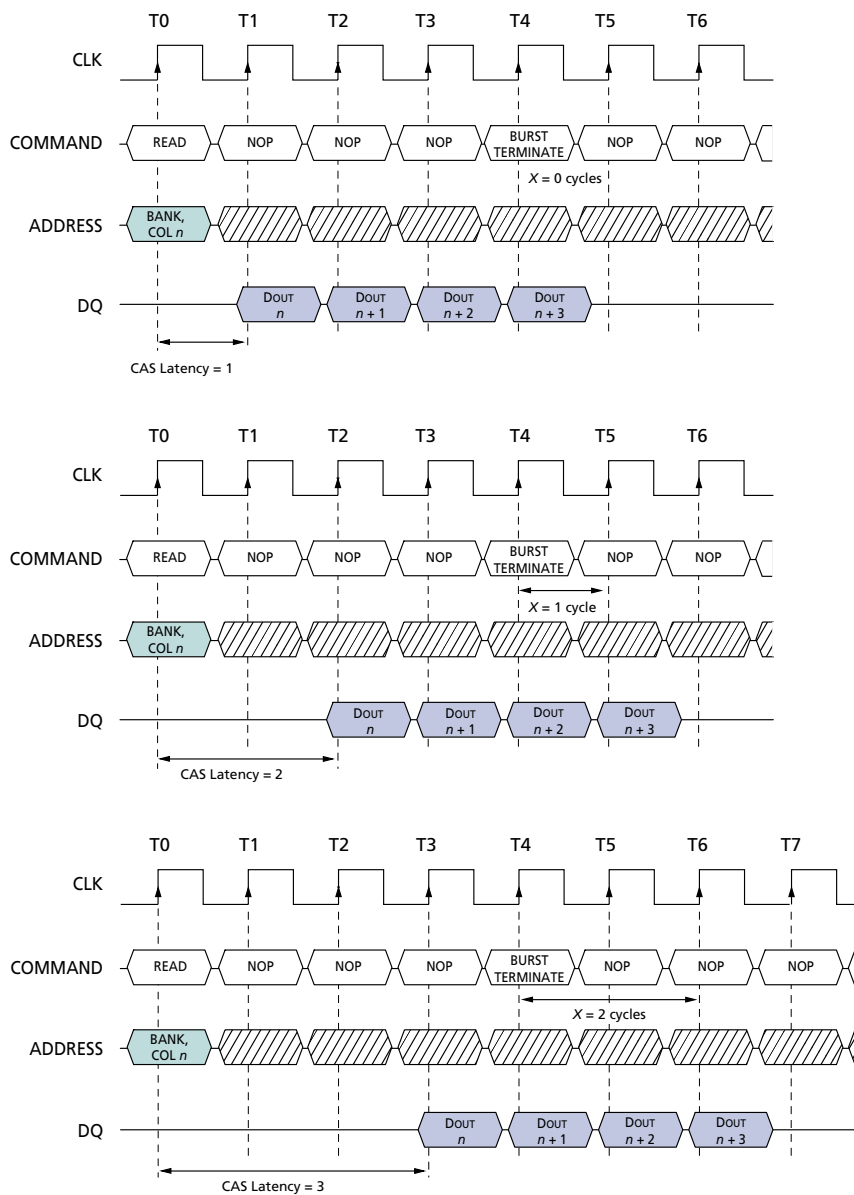 T0 T1 T2 T3 T4 T5 T6
CLK
COMMAND READ NOP NOP NOP BURST TERMINATE NOP NOP
X = 0 cycles
ADDRESS BANK, COL n
DQ DOUT n DOUT n + 1 DOUT n + 2 DOUT n + 3
CAS Latency = 1
T0 T1 T2 T3 T4 T5 T6
CLK
COMMAND READ NOP NOP NOP BURST TERMINATE NOP NOP
X = 1 cycle
ADDRESS BANK, COL n
DQ DOUT n DOUT n + 1 DOUT n + 2 DOUT n + 3
CAS Latency = 2
T0 T1 T2 T3 T4 T5 T6 T7
CLK
COMMAND READ NOP NOP NOP BURST TERMINATE NOP NOP NOP
X = 2 cycles
ADDRESS BANK, COL n
DQ DOUT n DOUT n + 1 DOUT n + 2 DOUT n + 3
CAS Latency = 3